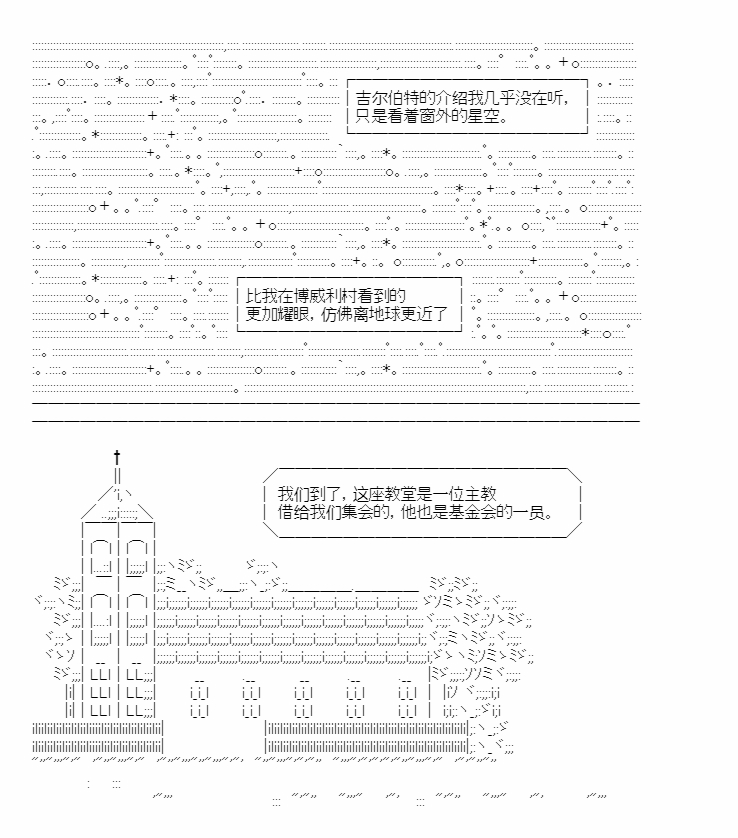 吉尔伯特的介绍我几乎没在听，
只是看着窗外的星空。
比我在博威利村看到的
更加耀眼，仿佛离地球更近了
我们到了，这座教堂是一位主教
借给我们集会的，他也是基金会的一员。